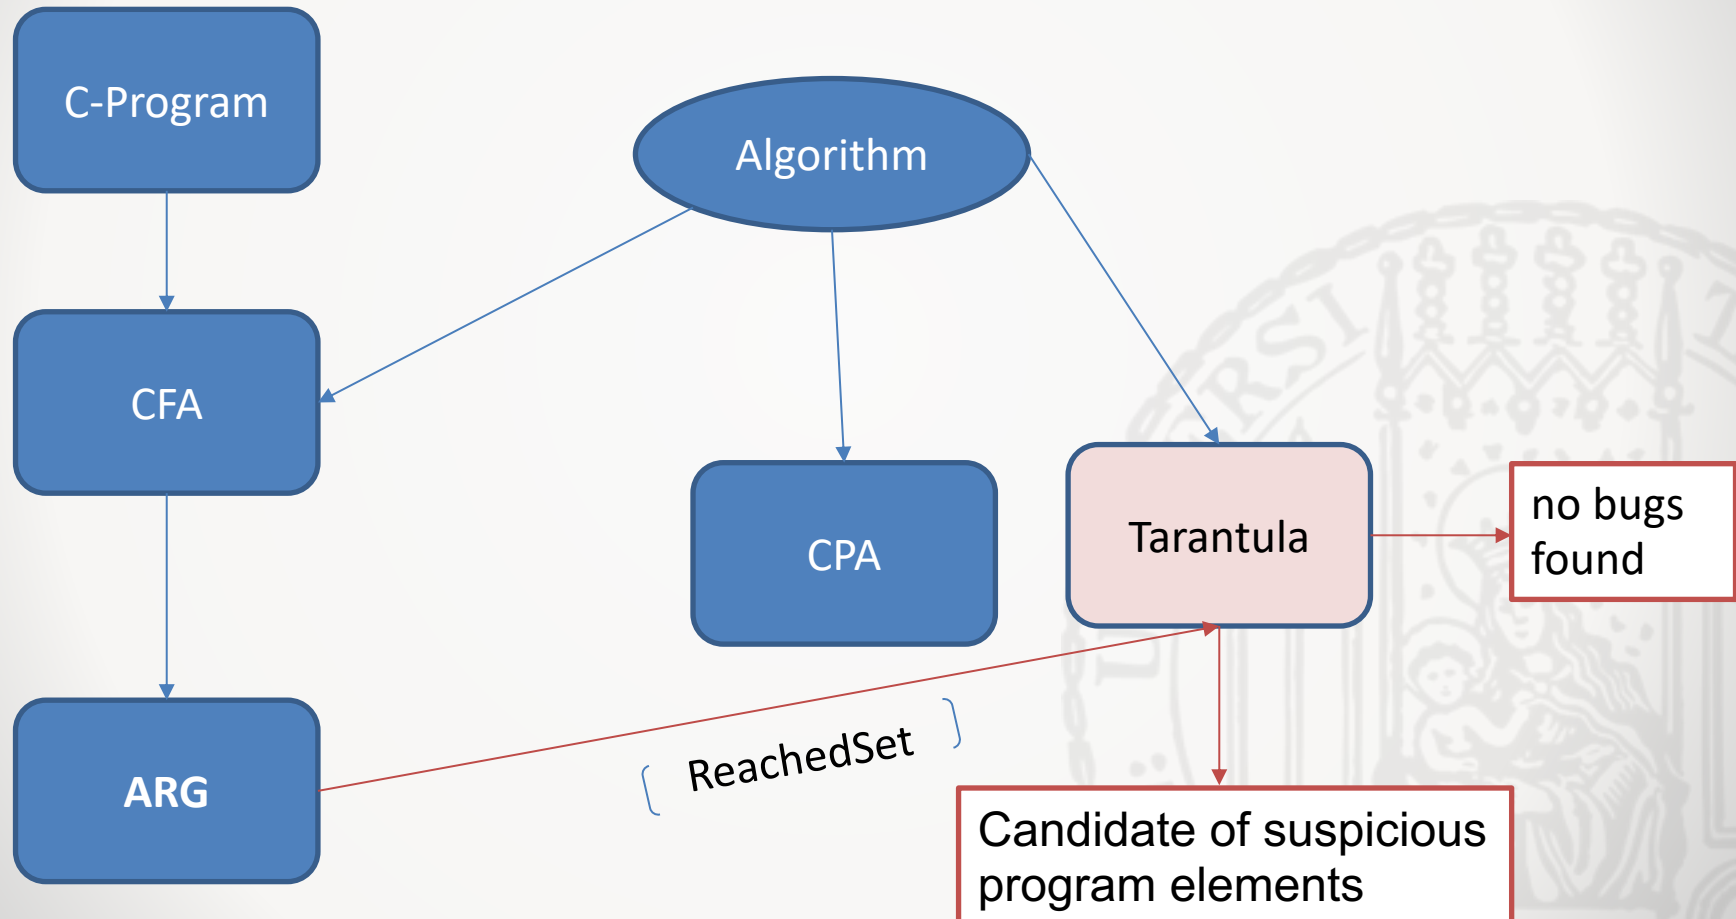 C-Program
Algorithm
CFA
CPA
Tarantula
no bugs
found
ARG
ReachedSet
Candidate of suspicious
program elements